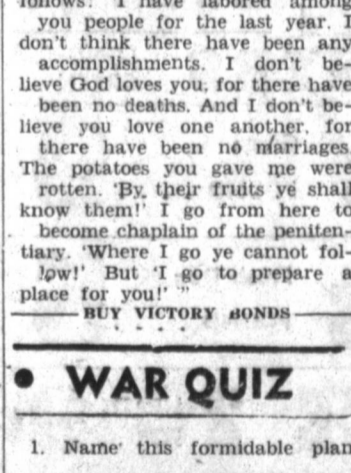 follows: "I have labored among
you people for the last year. I
don't think there have been any
accomplishments. I don't be-
lieve God loves you, for there have
been no deaths. And I don't be-
lieve you love one another, for
there have been no marriages.
The potatoes you gave me were
rotten. 'By their fruits ye shall
know them!' I go from here to
become chaplain of the peniten-
tiary. 'Where I go ye cannot fol-
low!' But 'I go to prepare a
place for you!' "
BUY VICTORY BONDS
• WAR QUIZ
1. Name this formidable plan